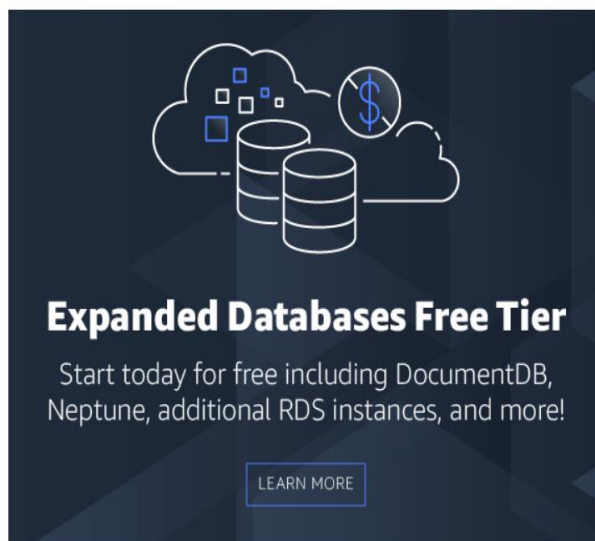 $
Expanded Databases Free Tier
Start today for free including DocumentDB,
Neptune, additional RDS instances, and more!
LEARN MORE